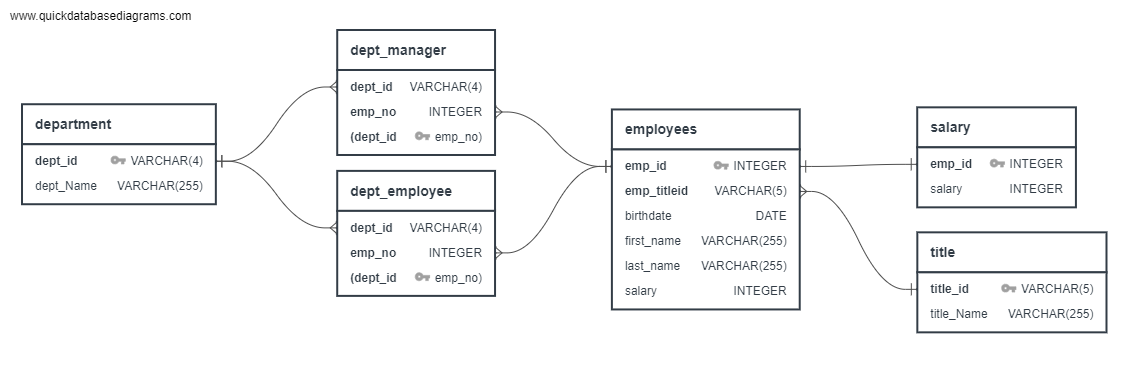 www.quickdatabasediagrams.com
department
dept_id VARCHAR(4)
dept_Name VARCHAR(255)
dept_manager
dept_id VARCHAR(4)
emp_no INTEGER
(dept_id emp_no)
dept_employee
dept_id VARCHAR(4)
emp_no INTEGER
(dept_id emp_no)
employees
emp_id INTEGER
emp_titleid VARCHAR(5)
birthdate DATE
first_name VARCHAR(255)
last_name VARCHAR(255)
salary INTEGER
salary
emp_id INTEGER
salary INTEGER
title
title_id VARCHAR(5)
title_Name VARCHAR(255)